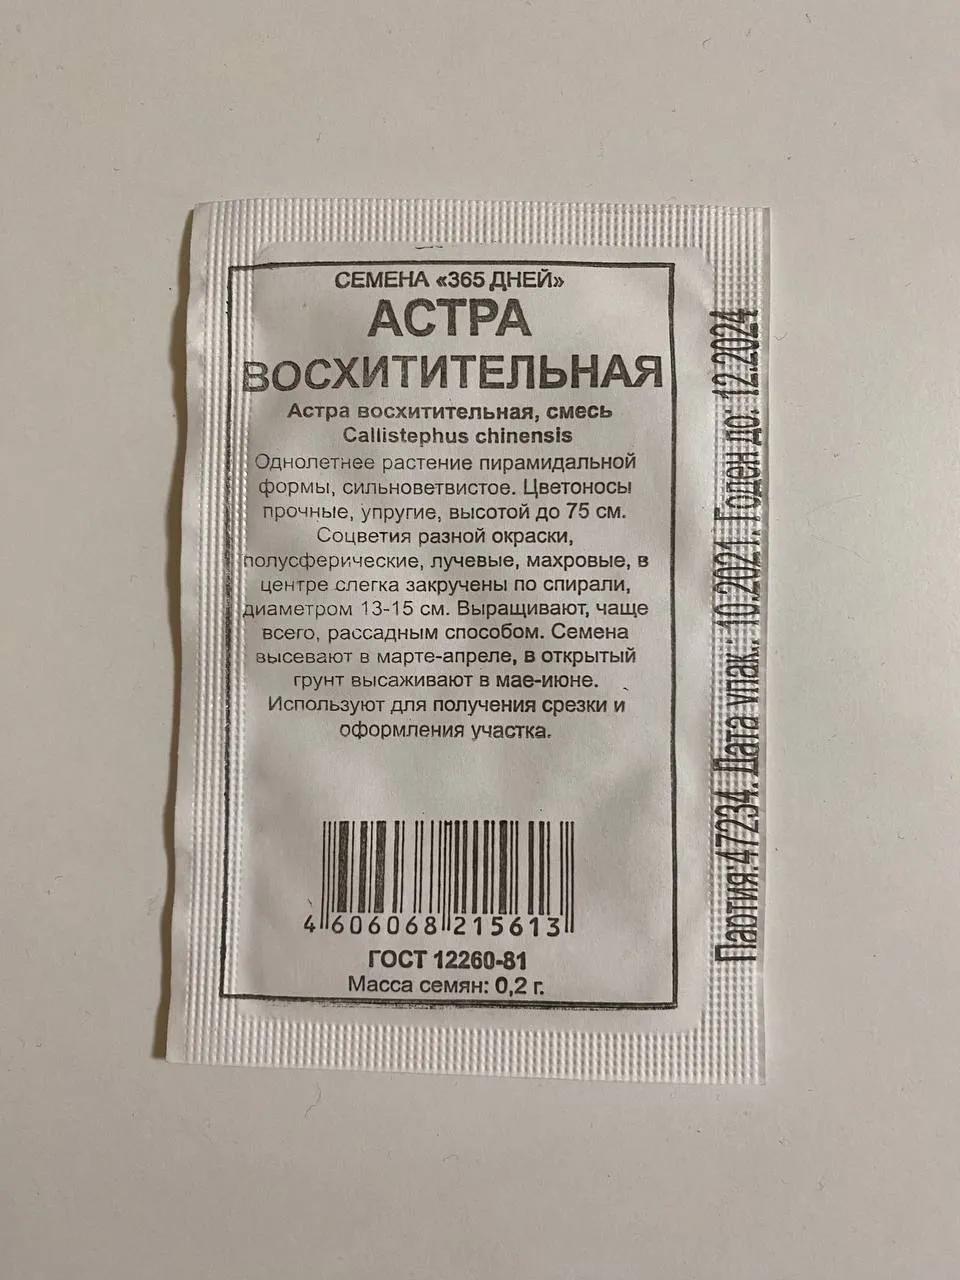 СЕМЕНА «365 ДНЕЙ»
АСТРА
ВОСХИТИТЕЛЬНАЯ
Астра восхитительная, смесь
Callistephus chinensis
Однолетнее растение пирамидальной
формы, сильноветвистое. Цветоносы
прочные, упругие, высотой до 75 см.
Соцветия разной окраски,
полусферические, лучевые, махровые, в
центре слегка закручены по спирали,
диаметром 13-15 см. Выращивают, чаще
всего, рассадным способом. Семена
высевают в марте-апреле, в открытый
грунт высаживают в мае-июне.
Используют для получения срезки и
оформления участка.
4 606068 215613
ГОСТ 12260-81
Масса семян: 0,2 г.
Партия:47234. Дата упак.: 10.2021. Годен до: 12.2024